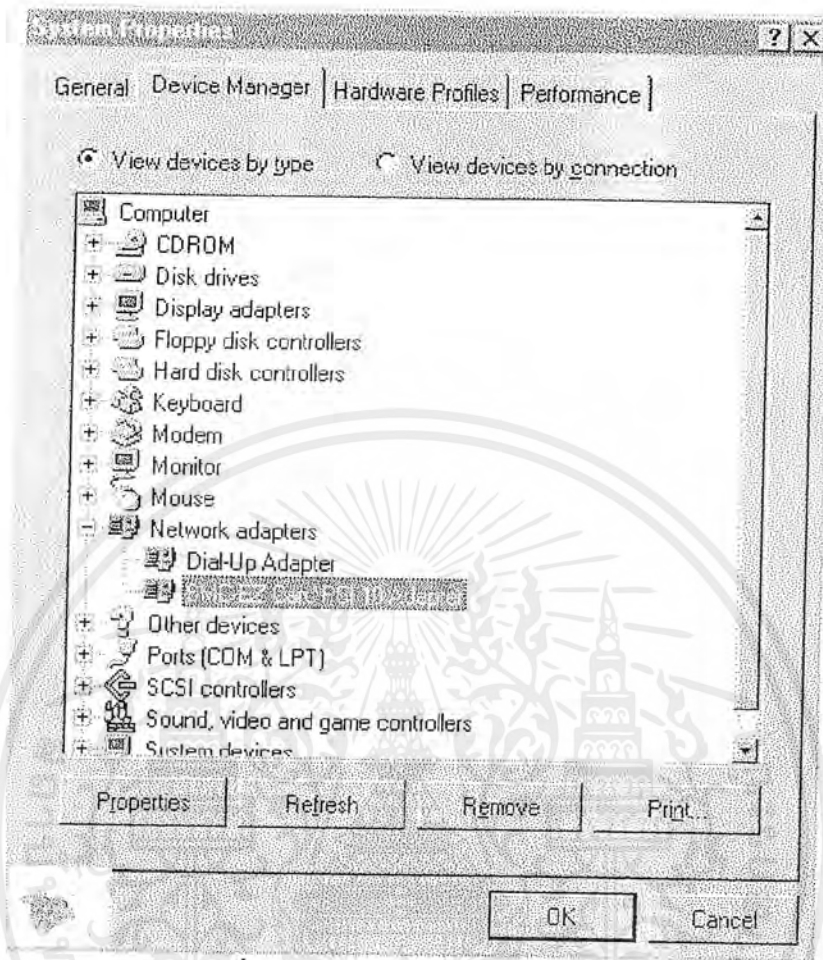 System Properties
General Device Manager Hardware Profiles Performance
View devices by type View devices by connection
Computer
CDROM
Disk drives
Display adapters
Floppy disk controllers
Hard disk controllers
Keyboard
Modem
Monitor
Mouse
Network adapters
Dial-Up Adapter
Other devices
Ports (COM & LPT)
SCSI controllers
Sound, video and game controllers
System devices
Properties Refresh Remove Print...
OK Cancel